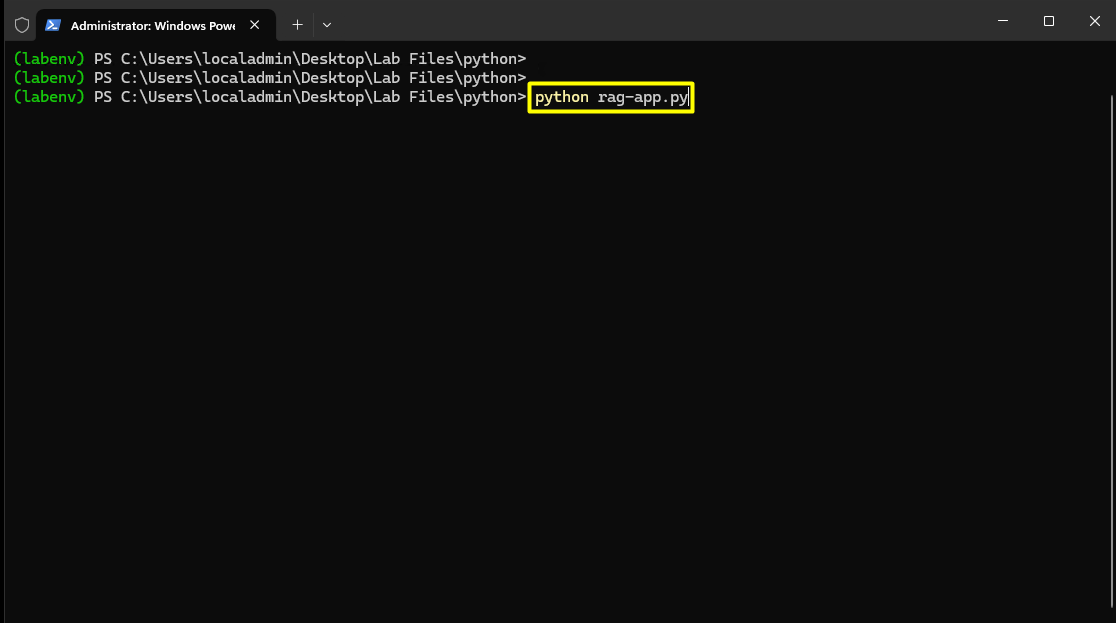 Administrator: Windows Powe
(labenv) PS C:\Users\localadmin\Desktop\Lab Files\python>
(labenv) PS C:\Users\localadmin\Desktop\Lab Files\python>
(labenv) PS C:\Users\localadmin\Desktop\Lab Files\python> python rag-app.py